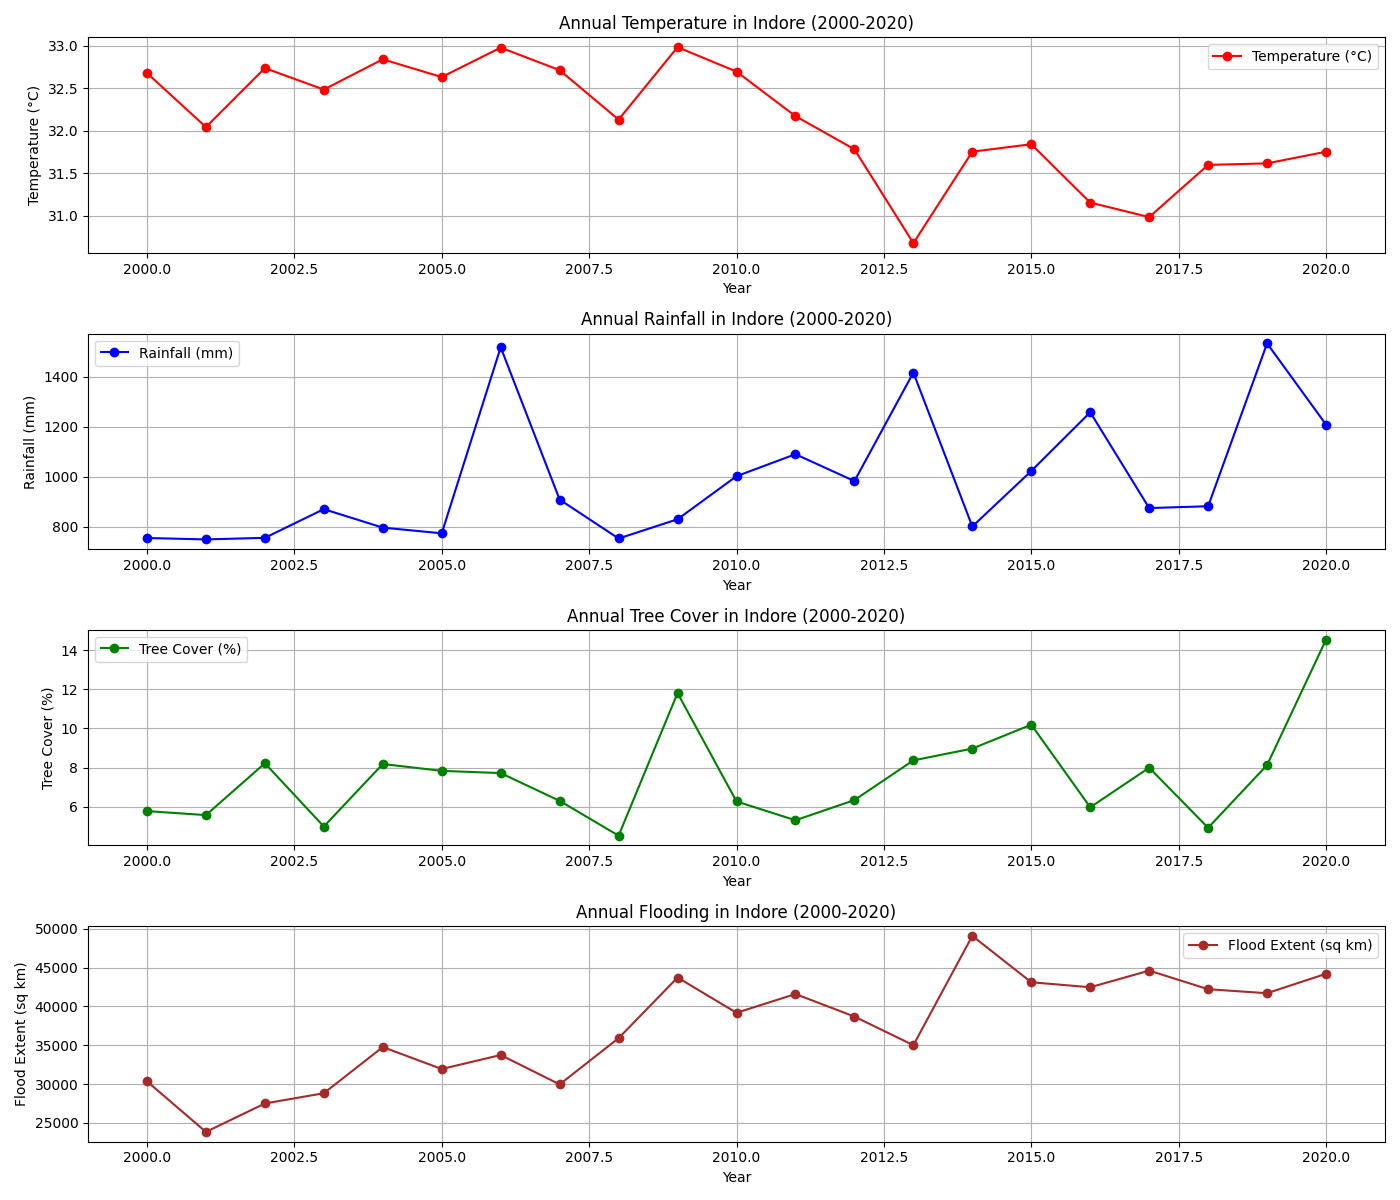 Annual Temperature in Indore (2000-2020)
Temperature (°C)
33.0
32.5
32.0
31.5
31.0
Temperature (°C)
2000.0 2002.5 2005.0 2007.5 2010.0 2012.5 2015.0 2017.5 2020.0
Year
Annual Rainfall in Indore (2000-2020)
Rainfall (mm)
1400
1200
1000
800
Rainfall (mm)
2000.0 2002.5 2005.0 2007.5 2010.0 2012.5 2015.0 2017.5 2020.0
Year
Annual Tree Cover in Indore (2000-2020)
Tree Cover (%)
14
12
10
8
6
Tree Cover (%)
2000.0 2002.5 2005.0 2007.5 2010.0 2012.5 2015.0 2017.5 2020.0
Year
Annual Flooding in Indore (2000-2020)
Flood Extent (sq km)
50000
45000
40000
35000
30000
25000
Flood Extent (sq km)
2000.0 2002.5 2005.0 2007.5 2010.0 2012.5 2015.0 2017.5 2020.0
Year